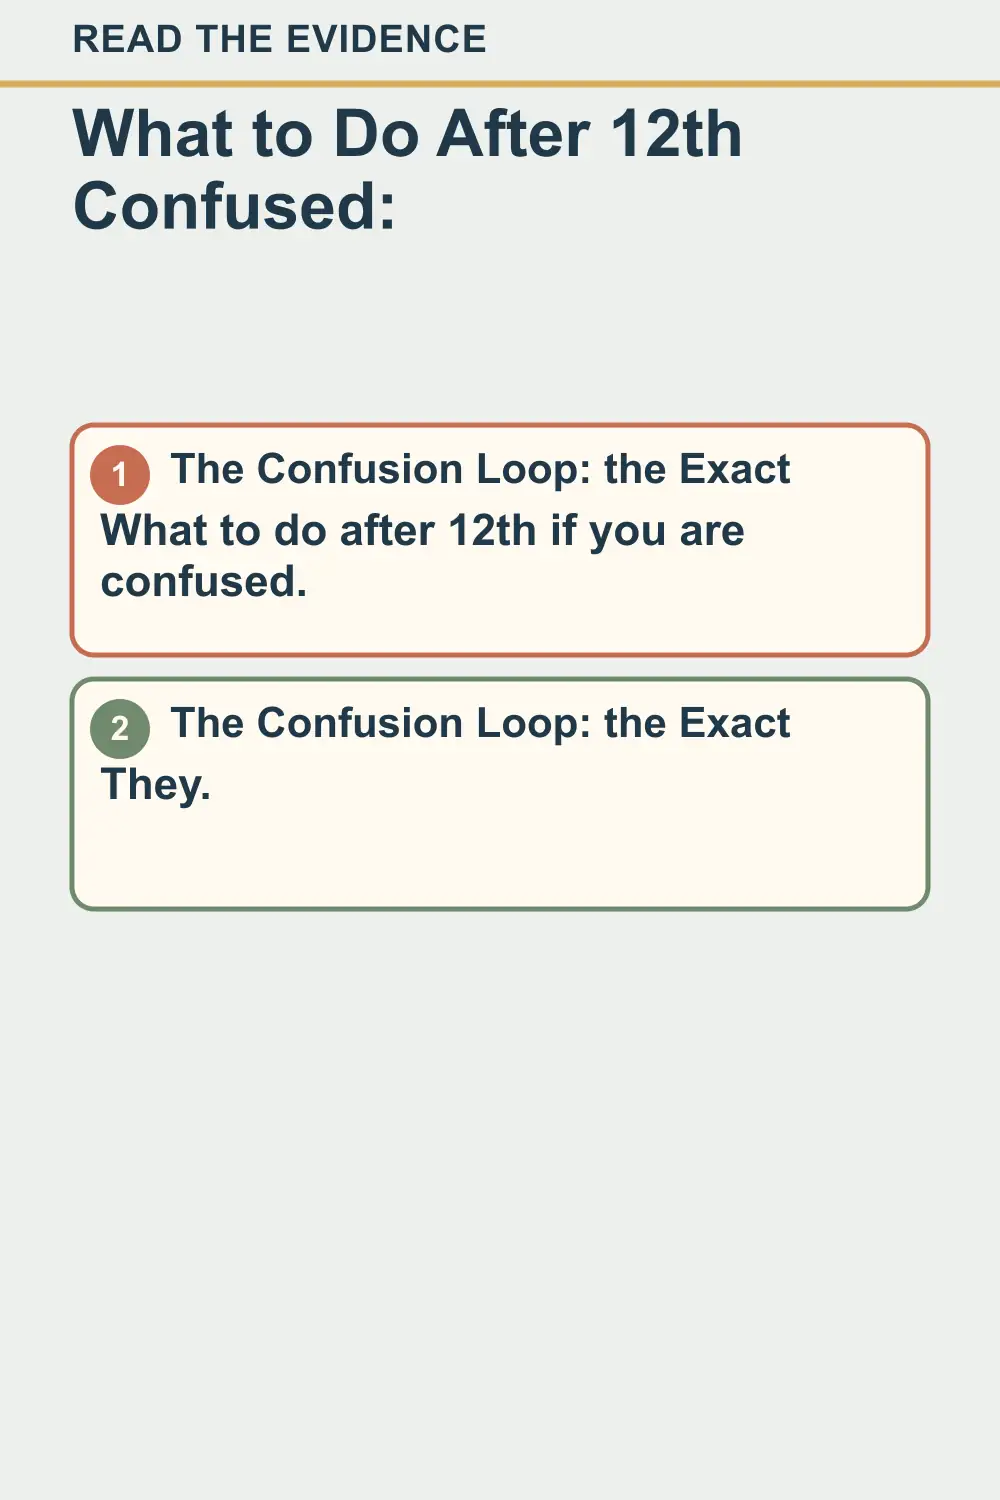 READ THE EVIDENCE
What to Do After 12th
Confused:
1 The Confusion Loop: the Exact
What to do after 12th if you are
confused.
2 The Confusion Loop: the Exact
They.